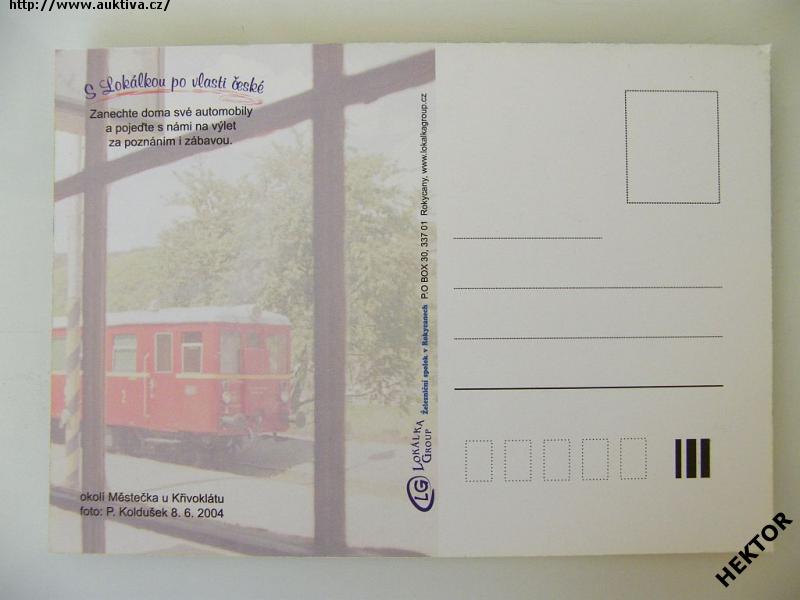 http://www.auktiva.cz/
S Lokálkou po vlasti české
Zanechte doma své automobily
a pojeďte s námi na výlet
za poznáním i zábavou.
okolí Městečka u Křivoklátu
foto: P. Koldušek 8. 6. 2004
LG LOKÁLKA GROUP
Železniční spolek v Rokycanech P.O BOX 30, 337 01 Rokycany, www.lokalkagroup.cz
HEKTOR